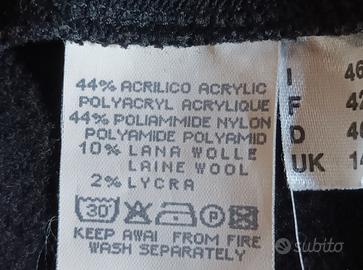 44% ACRILICO ACRYLIC
POLYACRYL ACRYLIQUE
44% POLIAMMIDE NYLON
POLYAMIDE POLYAMID
10% LANA WOLLE
LAINE WOOL
2% LYCRA
30° P
KEEP AWAI FROM FIRE
WASH SEPARATELY
I 46
F 42
D 40
UK 14
subito